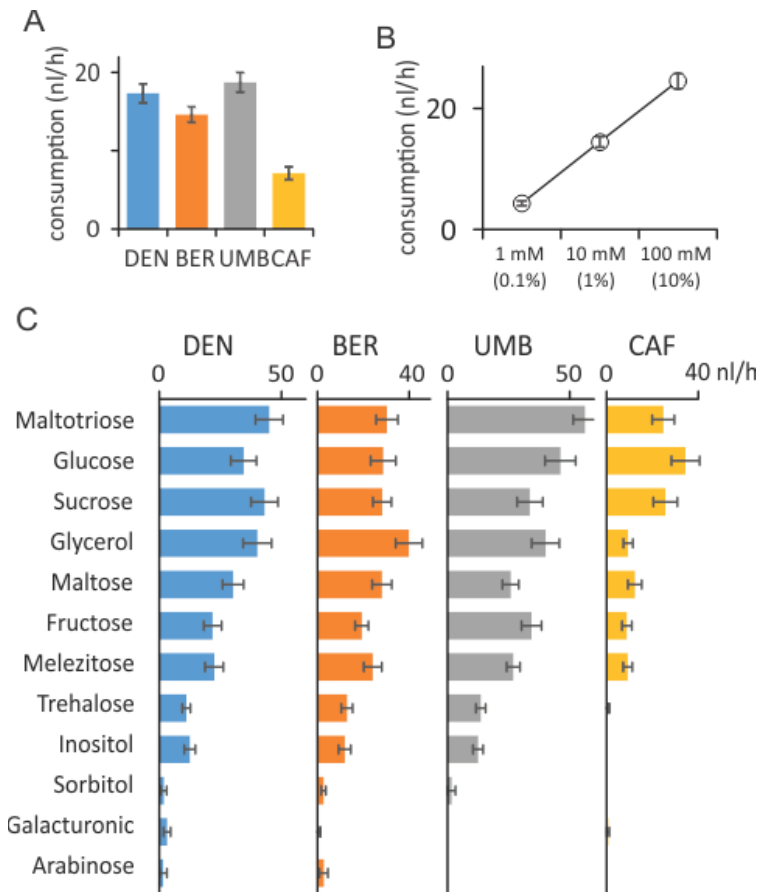 A
consumption (nl/h)
20
0
DEN BER UMB CAF
B
consumption (nl/h)
20
0
1 mM 10 mM 100 mM
(0.1%) (1%) (10%)
C
DEN BER UMB CAF
0 50 0 40 0 50 0 40 nl/h
Maltotriose
Glucose
Sucrose
Glycerol
Maltose
Fructose
Melezitose
Trehalose
Inositol
Sorbitol
Galacturonic
Arabinose